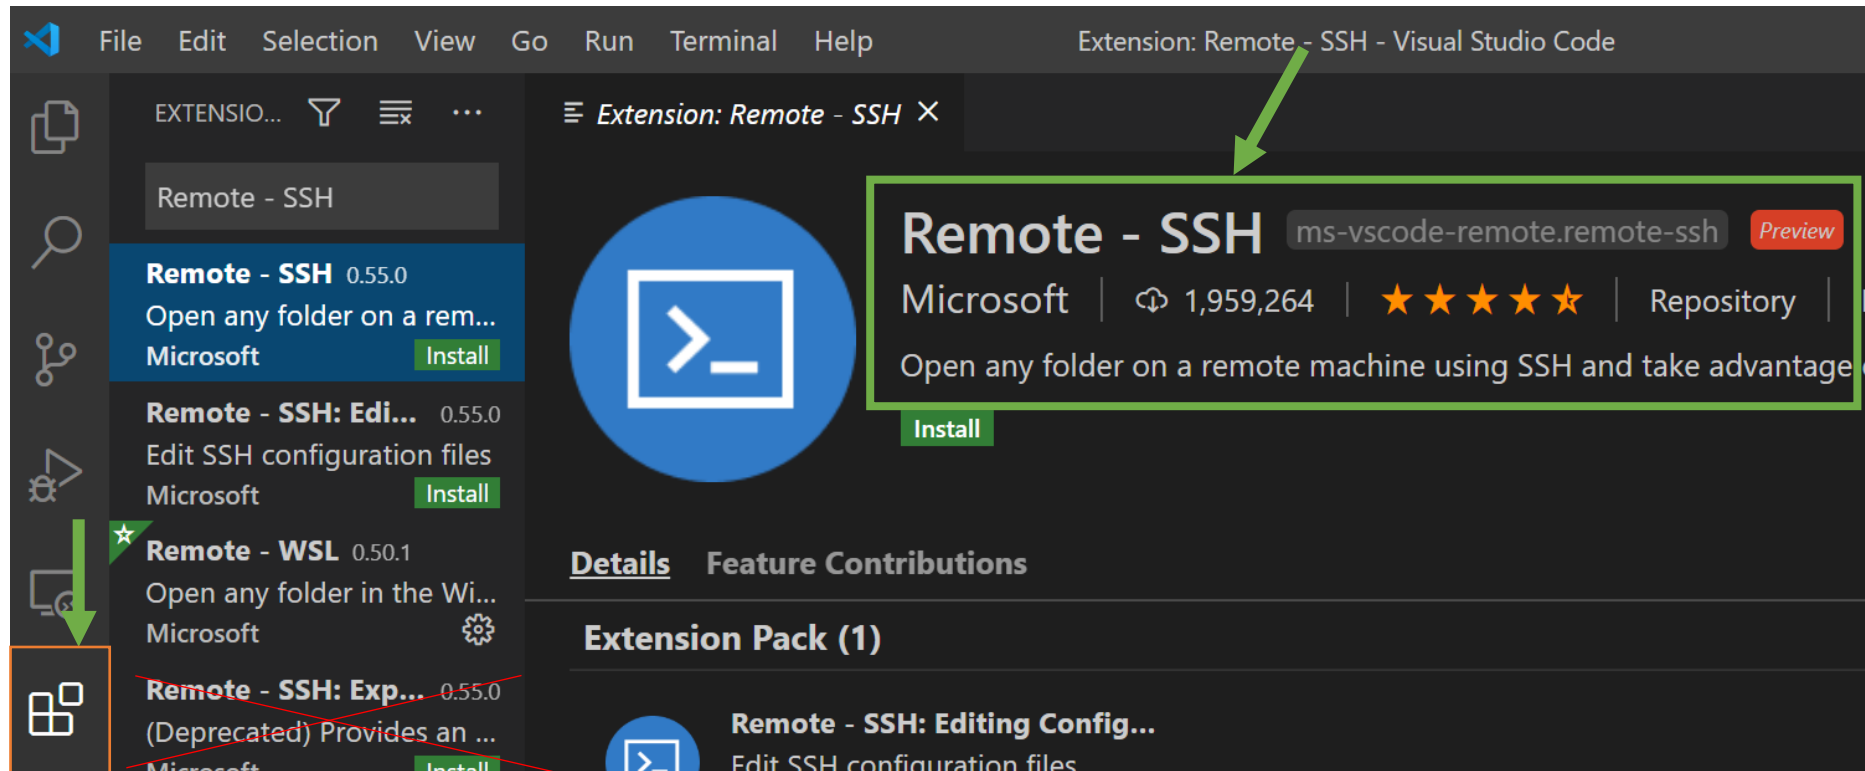 File Edit Selection View Go Run Terminal Help Extension: Remote - SSH - Visual Studio Code
EXTENSIO... ···
Extension: Remote - SSH
Remote - SSH
Remote - SSH 0.55.0
Open any folder on a rem...
Microsoft Install
Remote - SSH: Edi... 0.55.0
Edit SSH configuration files
Microsoft Install
Remote - WSL 0.50.1
Open any folder in the Wi...
Microsoft
Remote - SSH: Exp... 0.55.0
(Deprecated) Provides an ...
Microsoft Install
Remote - SSH ms-vscode-remote.remote-ssh Preview
Microsoft 1,959,264 Repository
Open any folder on a remote machine using SSH and take advantage
Install
Details Feature Contributions
Extension Pack (1)
Remote - SSH: Editing Config...
Edit SSH configuration files